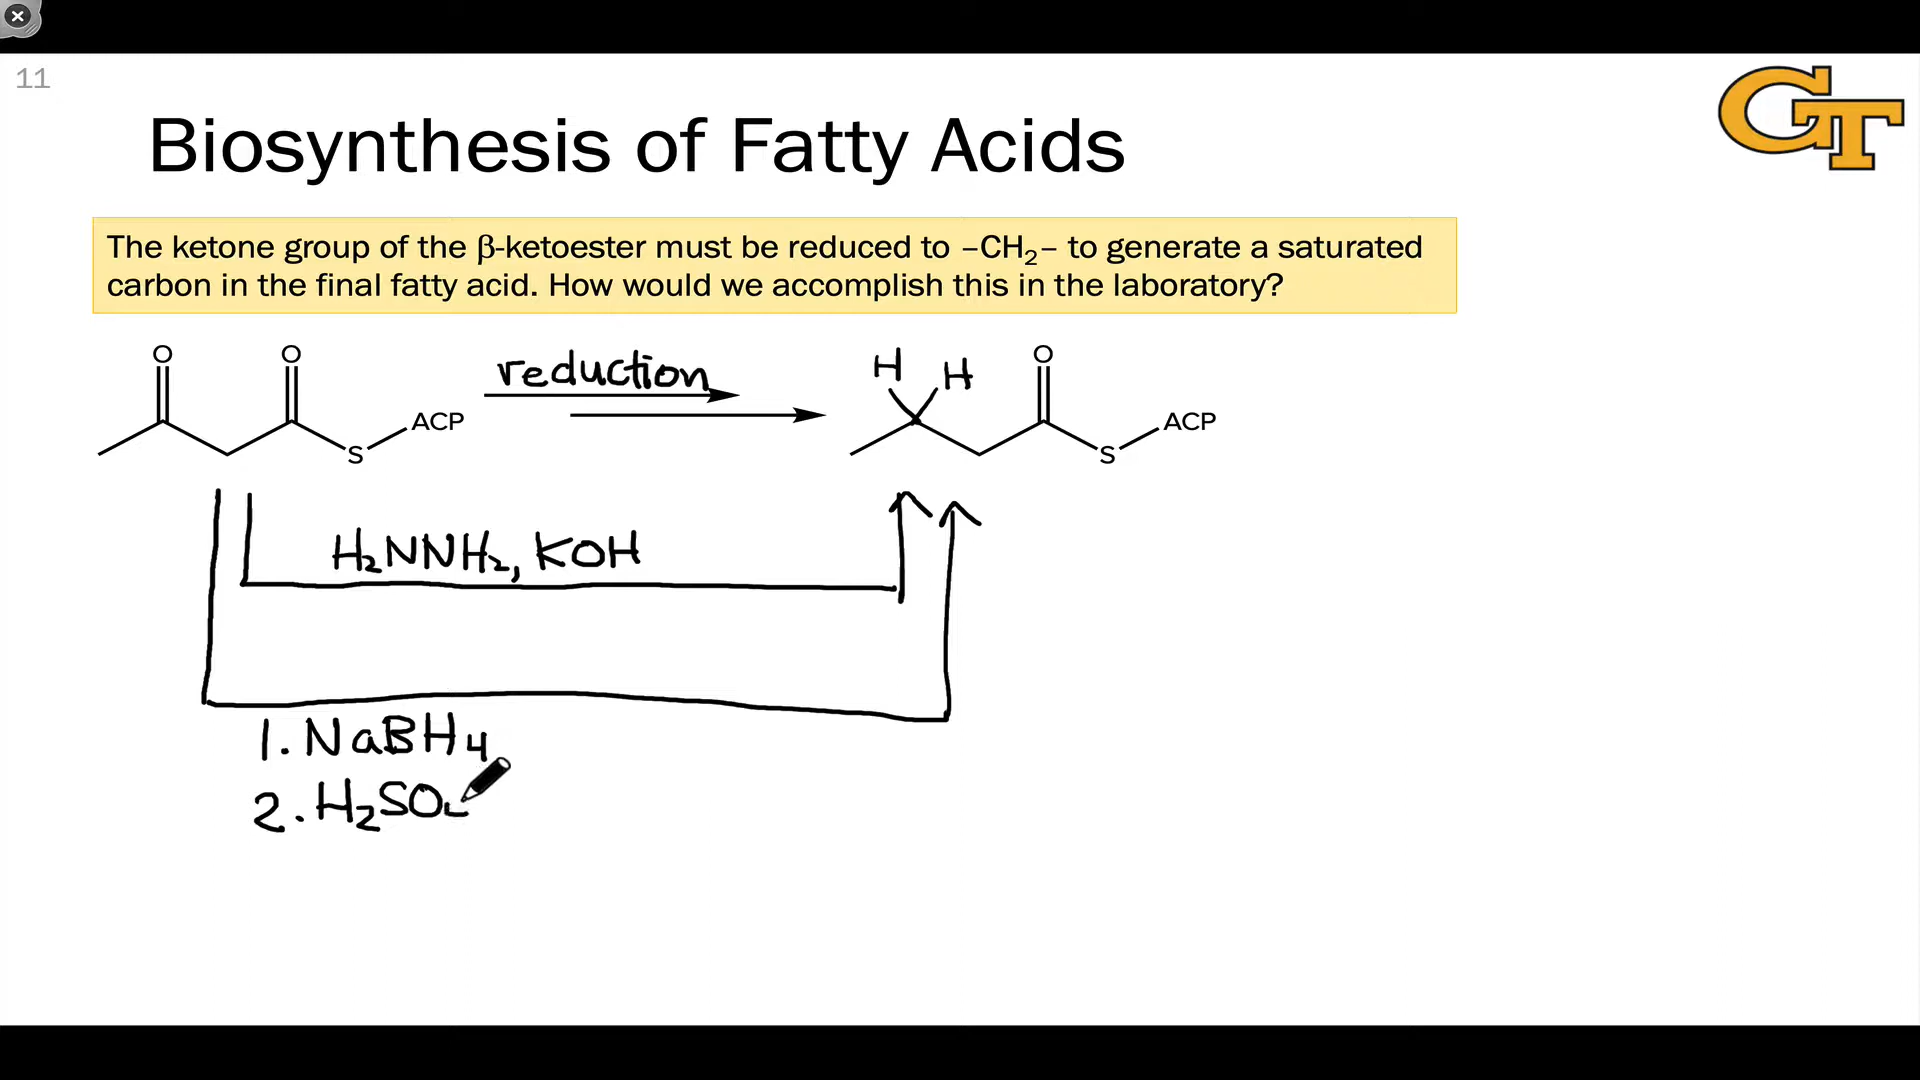 11
GT
Biosynthesis of Fatty Acids
The ketone group of the β-ketoester must be reduced to –CH₂– to generate a saturated
carbon in the final fatty acid. How would we accomplish this in the laboratory?
O O reduction H H O
ACP ACP
S S
H₂NNH₂, KOH
1. NaBH₄
2. H₂SO